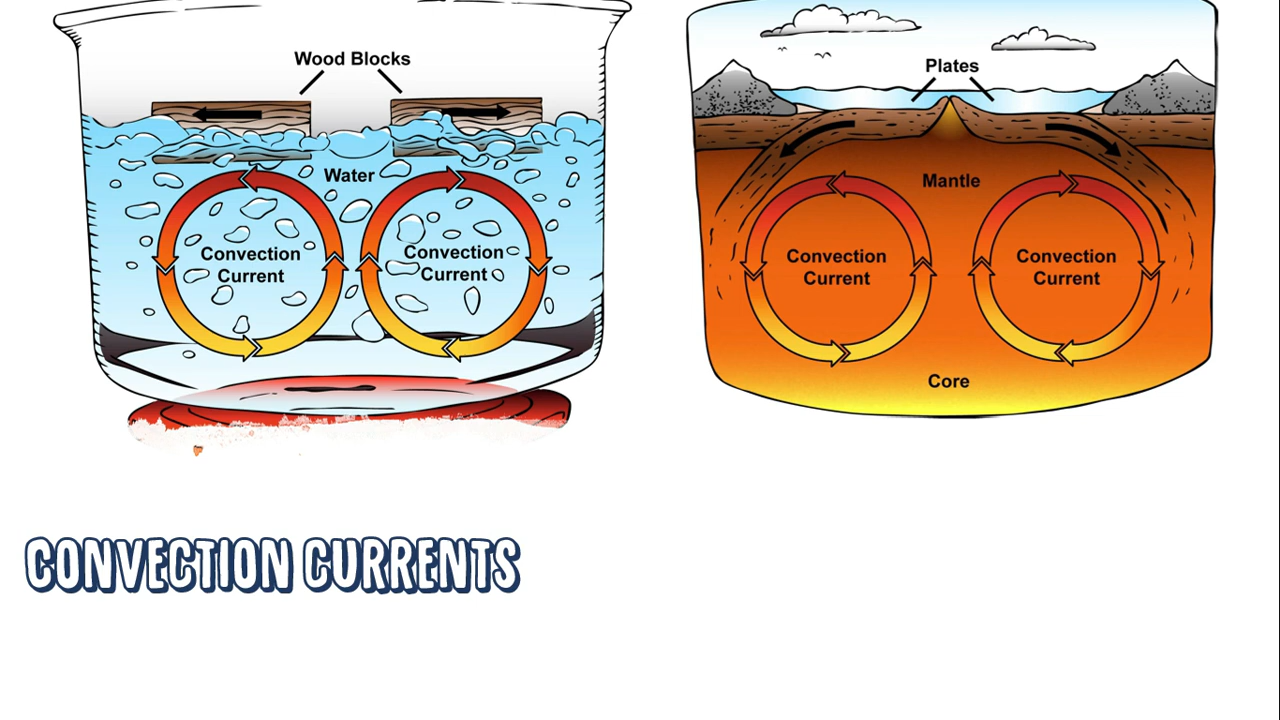 Wood Blocks
Water
Convection
Current
Convection
Current
Plates
Mantle
Convection
Current
Convection
Current
Core
CONVECTION CURRENTS